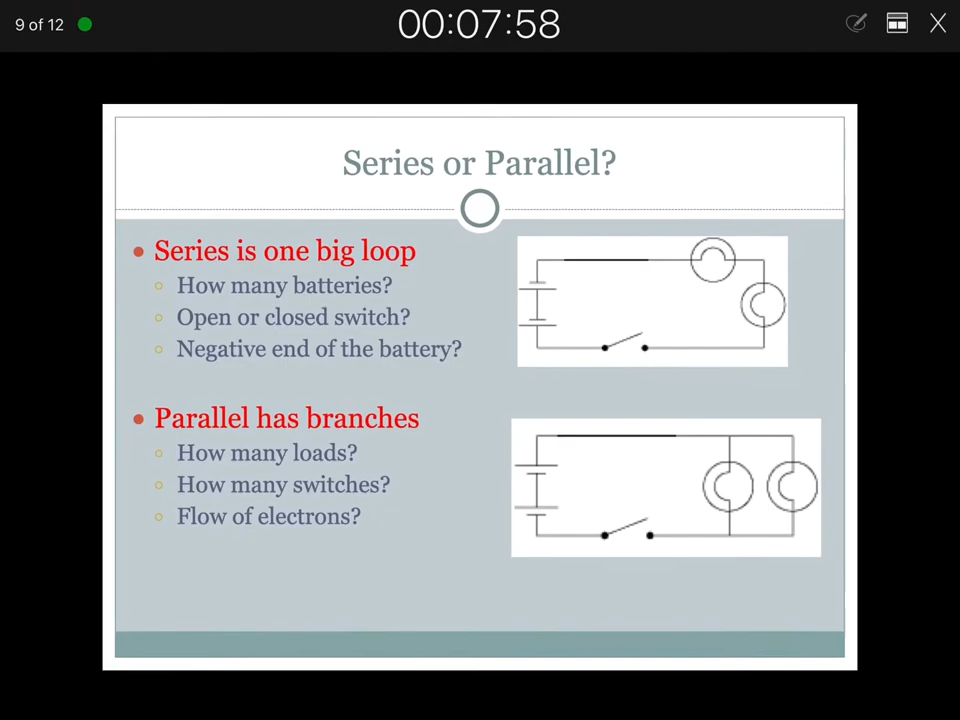 9 of 12
00:07:58
Series or Parallel?
Series is one big loop
How many batteries?
Open or closed switch?
Negative end of the battery?
Parallel has branches
How many loads?
How many switches?
Flow of electrons?